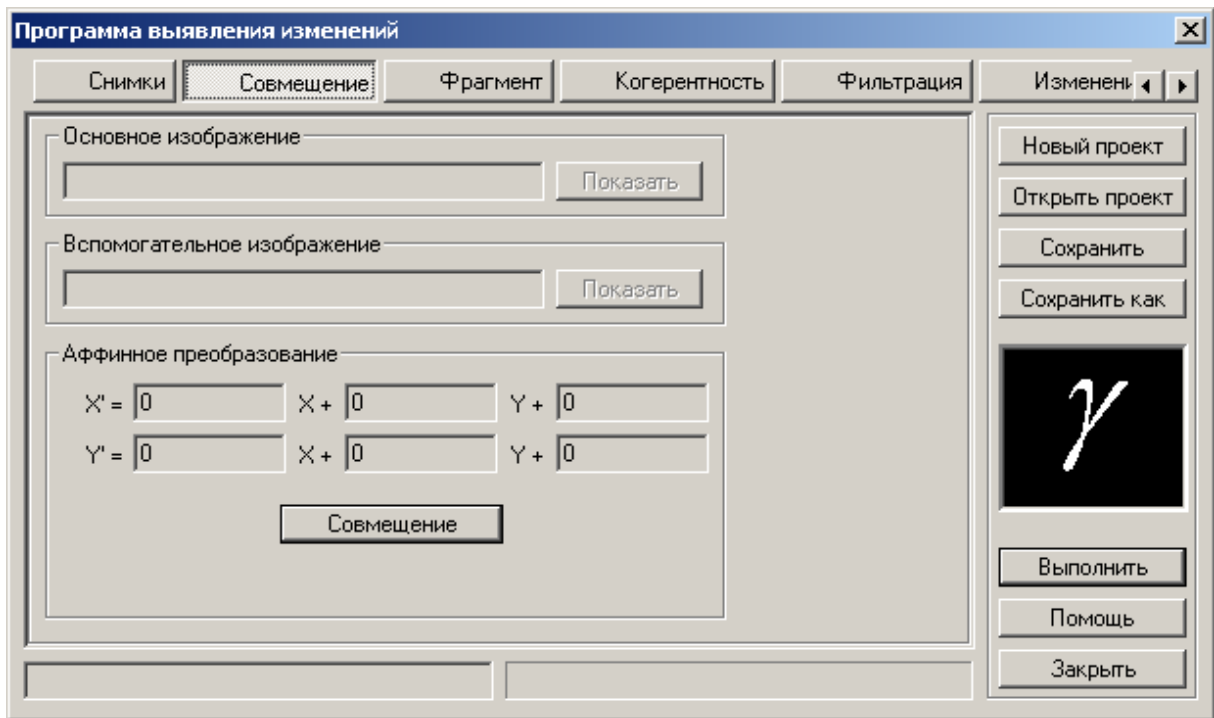 Программа выявления изменений
Снимки Совмещение Фрагмент Когерентность Фильтрация Изменени
Основное изображение
Показать
Вспомогательное изображение
Показать
Аффинное преобразование
X' = 0 X + 0 Y + 0
Y' = 0 X + 0 Y + 0
Совмещение
Новый проект
Открыть проект
Сохранить
Сохранить как
γ
Выполнить
Помощь
Закрыть